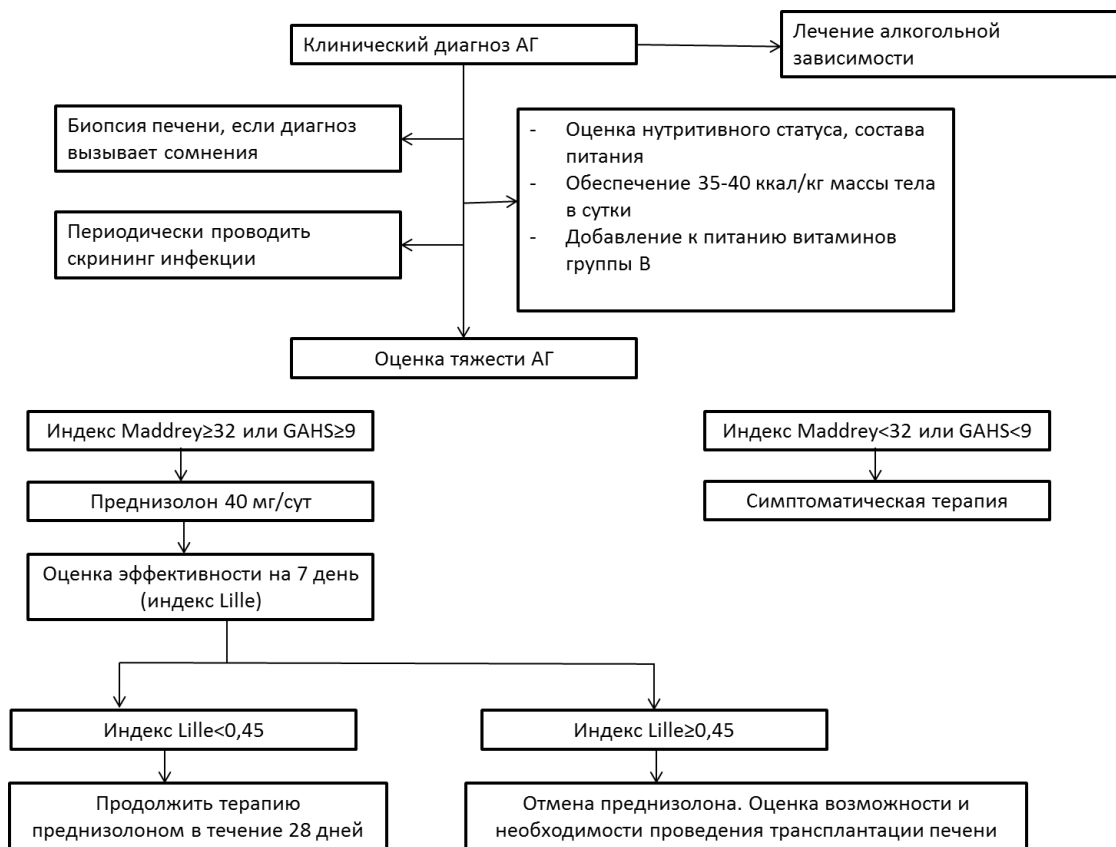 Клинический диагноз АГ
Лечение алкогольной
зависимости
Биопсия печени, если диагноз
вызывает сомнения
- Оценка нутритивного статуса, состава
питания
- Обеспечение 35-40 ккал/кг массы тела
в сутки
- Добавление к питанию витаминов
группы В
Периодически проводить
скрининг инфекции
Оценка тяжести АГ
Индекс Maddrey≥32 или GAHS≥9
Индекс Maddrey<32 или GAHS<9
Преднизолон 40 мг/сут
Симптоматическая терапия
Оценка эффективности на 7 день
(индекс Lille)
Индекс Lille<0,45
Индекс Lille≥0,45
Продолжить терапию
преднизолоном в течение 28 дней
Отмена преднизолона. Оценка возможности и
необходимости проведения трансплантации печени